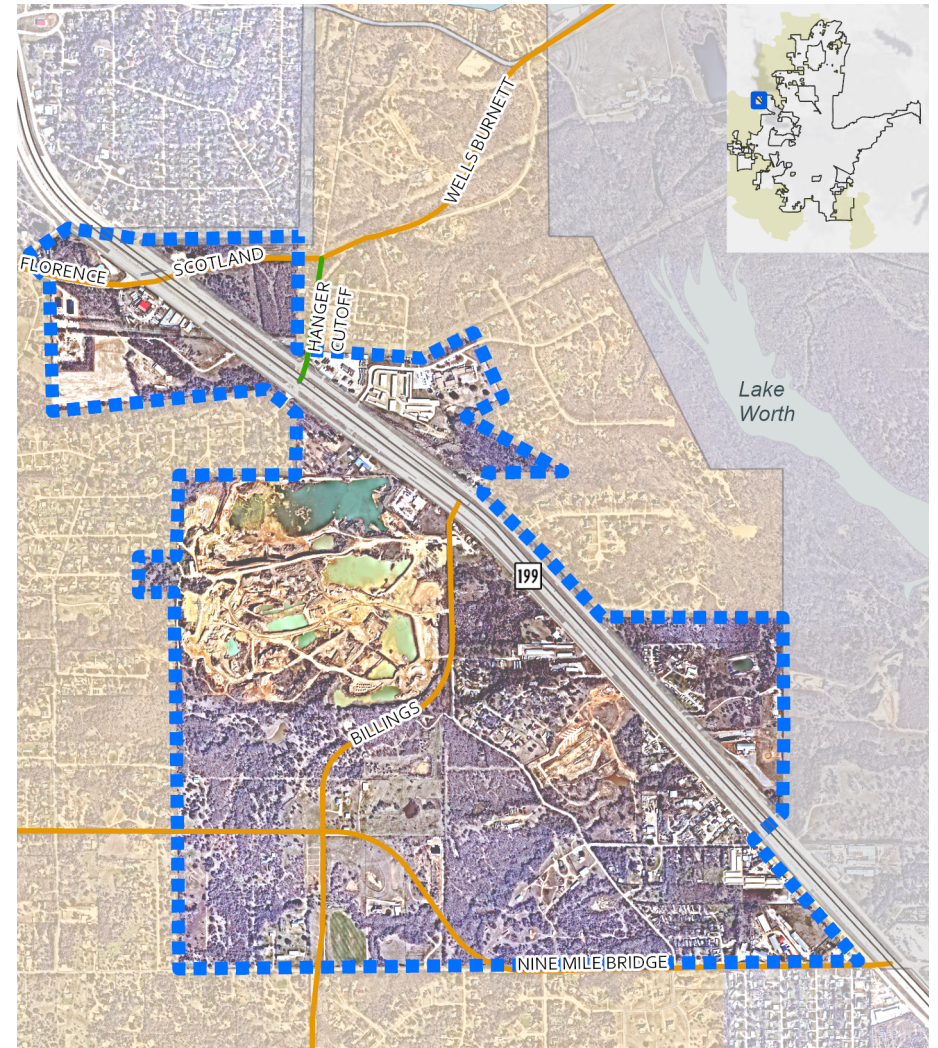 WELLS BURNETT
FLORENCE
SCOTLAND
HANGER
CUTOFF
Lake
Worth
199
BILLINGS
NINE MILE BRIDGE